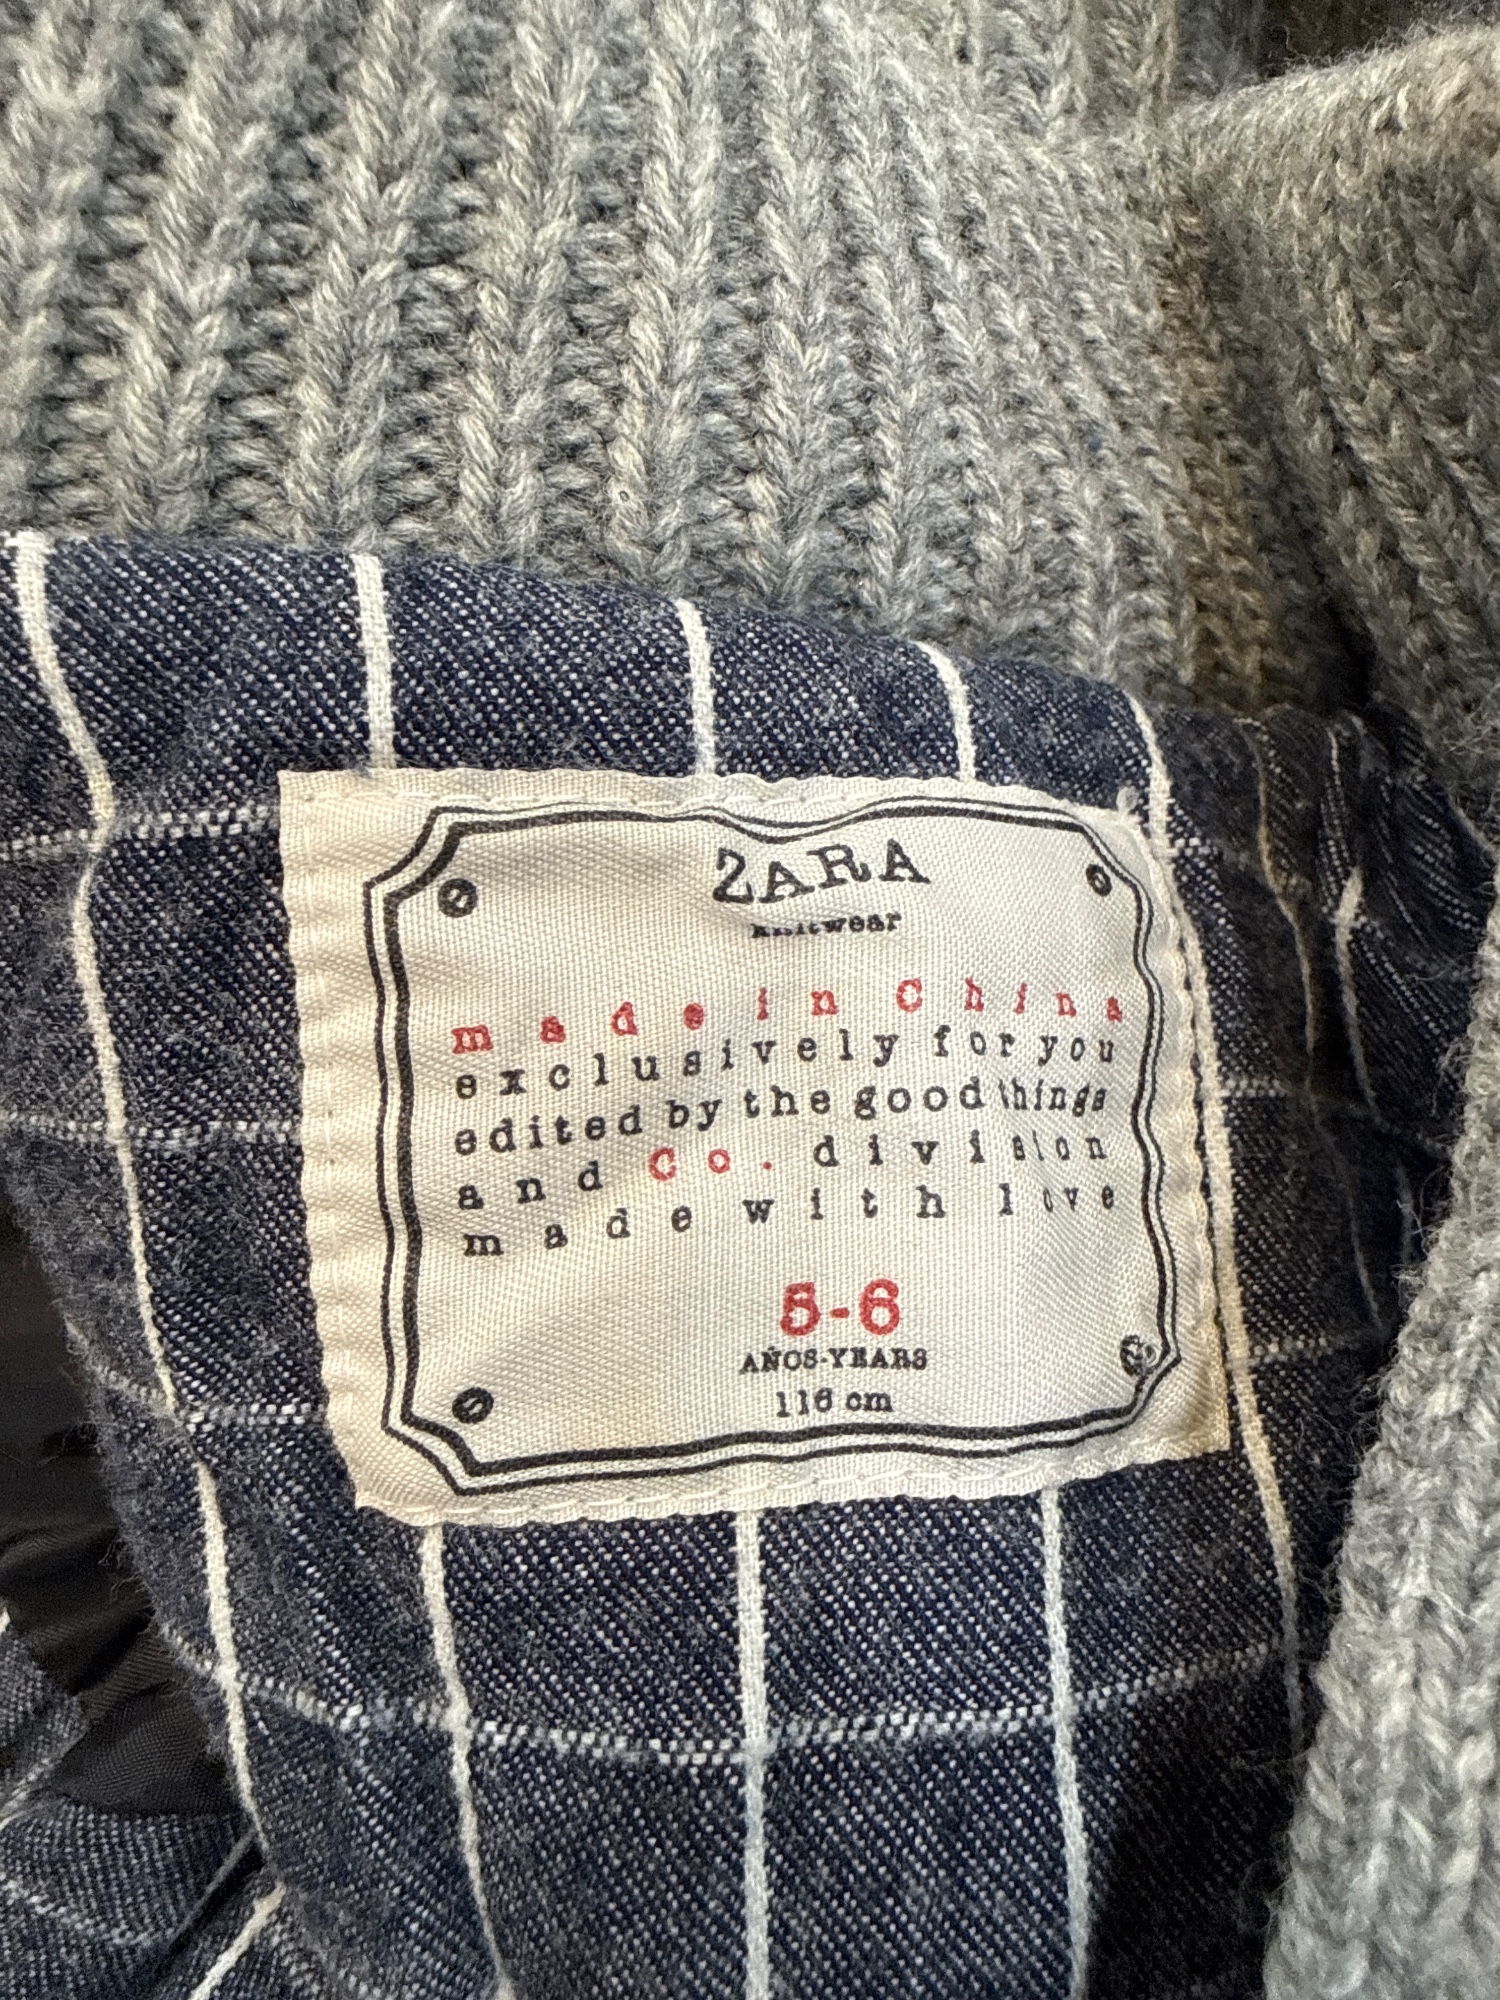 ZARA
knitwear
made in China
exclusively for you
edited by the good things
and Co. division
made with love
5-6
AÑOS-YEARS
116 cm